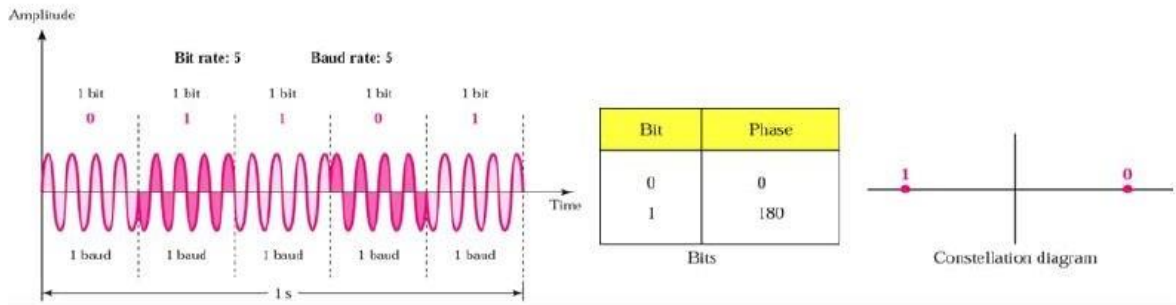 Amplitude
Bit rate: 5 Baud rate: 5
1 bit 1 bit 1 bit 1 bit 1 bit
0 1 1 0 1
Time
1 baud 1 baud 1 baud 1 baud 1 baud
1 s
Bit Phase
0 0
1 180
Bits
1 0
Constellation diagram